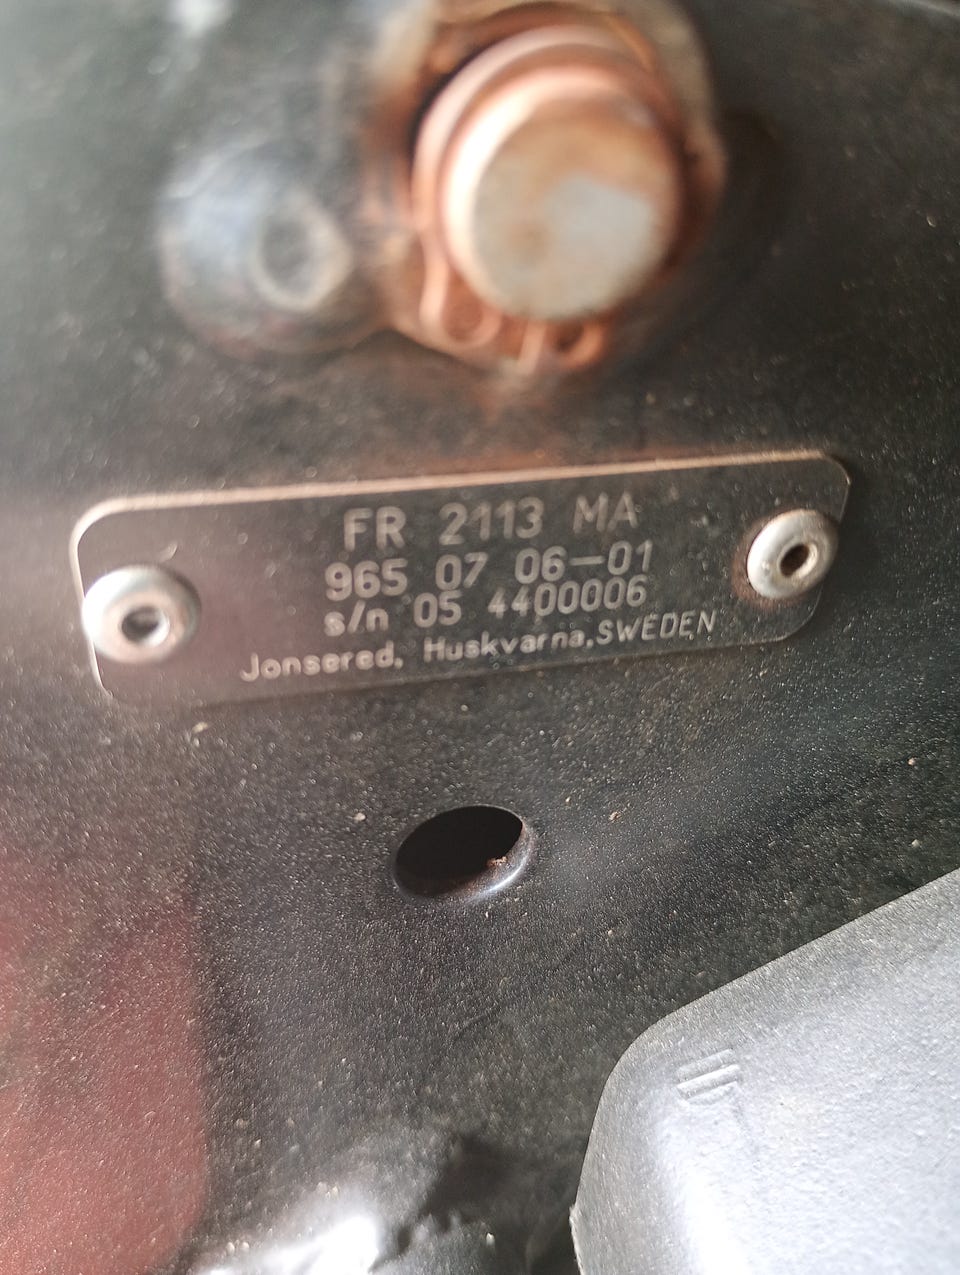 FR 2113 MA
965 07 06-01
s/n 05 4400006
Jonsered, Huskvarna, SWEDEN